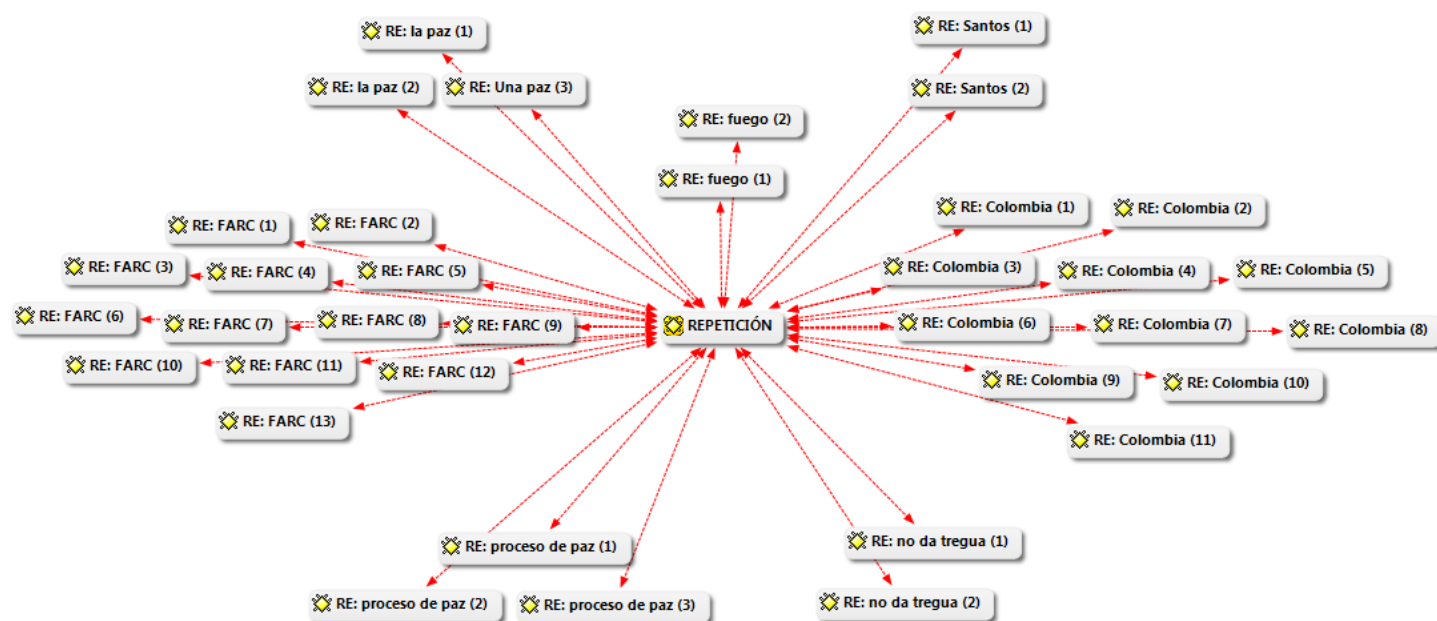 RE: la paz (1)
RE: Santos (1)
RE: la paz (2)
RE: Una paz (3)
RE: Santos (2)
RE: fuego (2)
RE: fuego (1)
RE: Colombia (1)
RE: Colombia (2)
RE: FARC (1)
RE: FARC (2)
RE: FARC (3)
RE: FARC (4)
RE: FARC (5)
RE: Colombia (3)
RE: Colombia (4)
RE: Colombia (5)
RE: FARC (6)
RE: FARC (7)
RE: FARC (8)
RE: FARC (9)
REPETICIÓN
RE: Colombia (6)
RE: Colombia (7)
RE: Colombia (8)
RE: FARC (10)
RE: FARC (11)
RE: FARC (12)
RE: Colombia (9)
RE: Colombia (10)
RE: FARC (13)
RE: Colombia (11)
RE: proceso de paz (1)
RE: no da tregua (1)
RE: proceso de paz (2)
RE: proceso de paz (3)
RE: no da tregua (2)